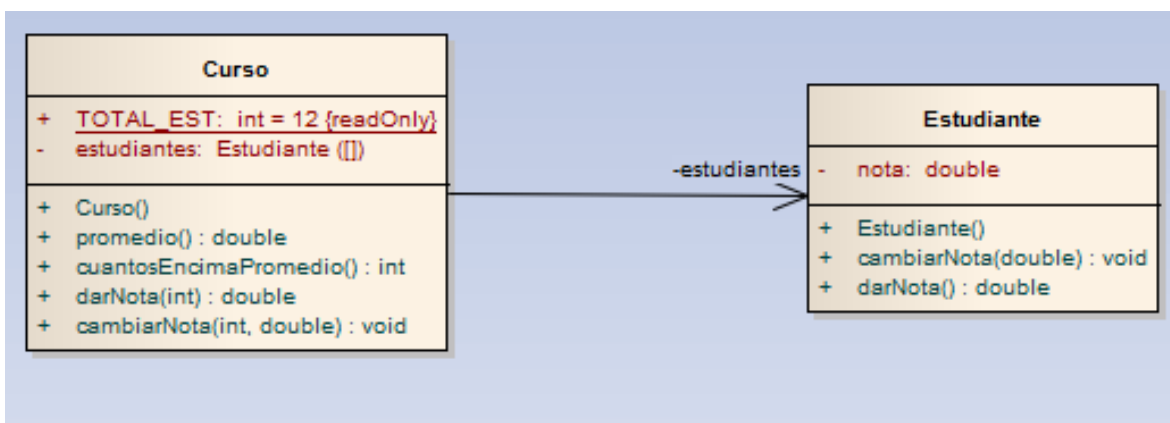 Curso
+ TOTAL_EST: int = 12 {readOnly}
- estudiantes: Estudiante ([])
+ Curso()
+ promedio() : double
+ cuantosEncimaPromedio() : int
+ darNota(int) : double
+ cambiarNota(int, double) : void
-estudiantes
Estudiante
- nota: double
+ Estudiante()
+ cambiarNota(double) : void
+ darNota() : double